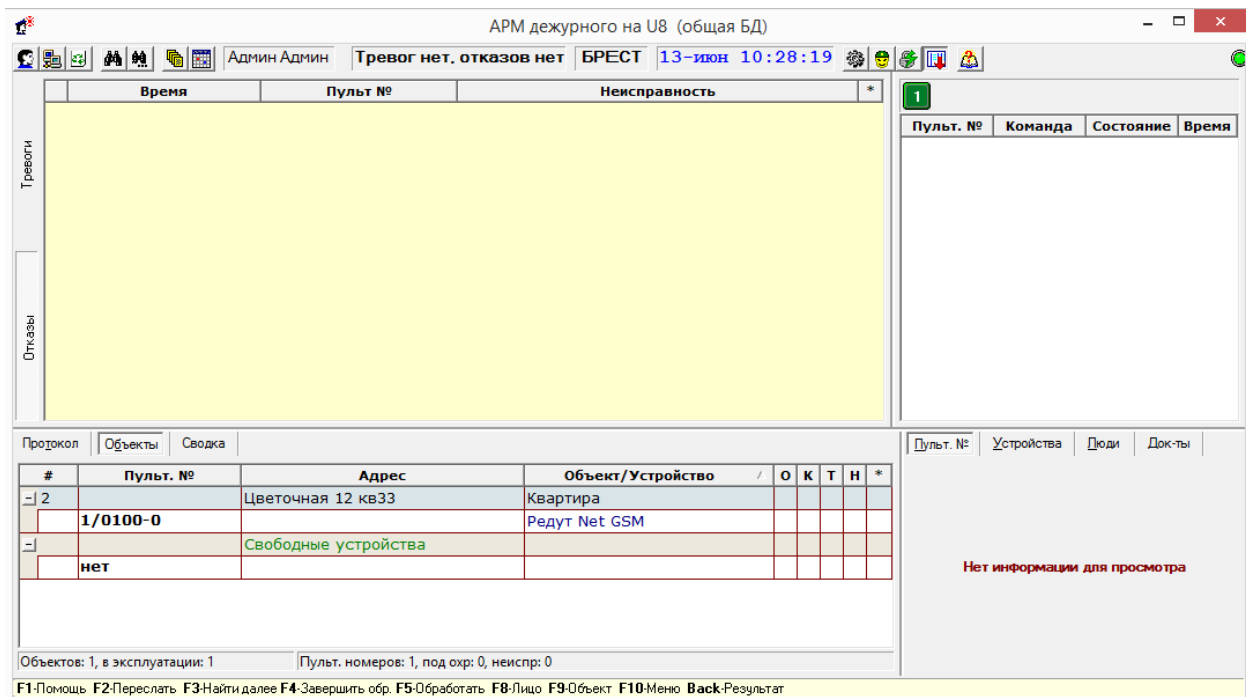 АРМ дежурного на U8 (общая БД)
Админ Админ Тревог нет, отказов нет БРЕСТ 13-июн 10:28:19
Время Пульт № Неисправность *
Тревоги
Отказы
1
Пульт. № Команда Состояние Время
Протокол Объекты Сводка
# Пульт. № Адрес Объект/Устройство О К Т Н *
2 Цветочная 12 кв33 Квартира
1/0100-0 Редут Net GSM
Свободные устройства
нет
Объектов: 1, в эксплуатации: 1 Пульт. номеров: 1, под охр: 0, неиспр: 0
Пульт. № Устройства Люди Док-ты
Нет информации для просмотра
F1-Помощь F2-Переслать F3-Найти далее F4-Завершить обр. F5-Обработать F8-Лицо F9-Объект F10-Меню Back-Результат